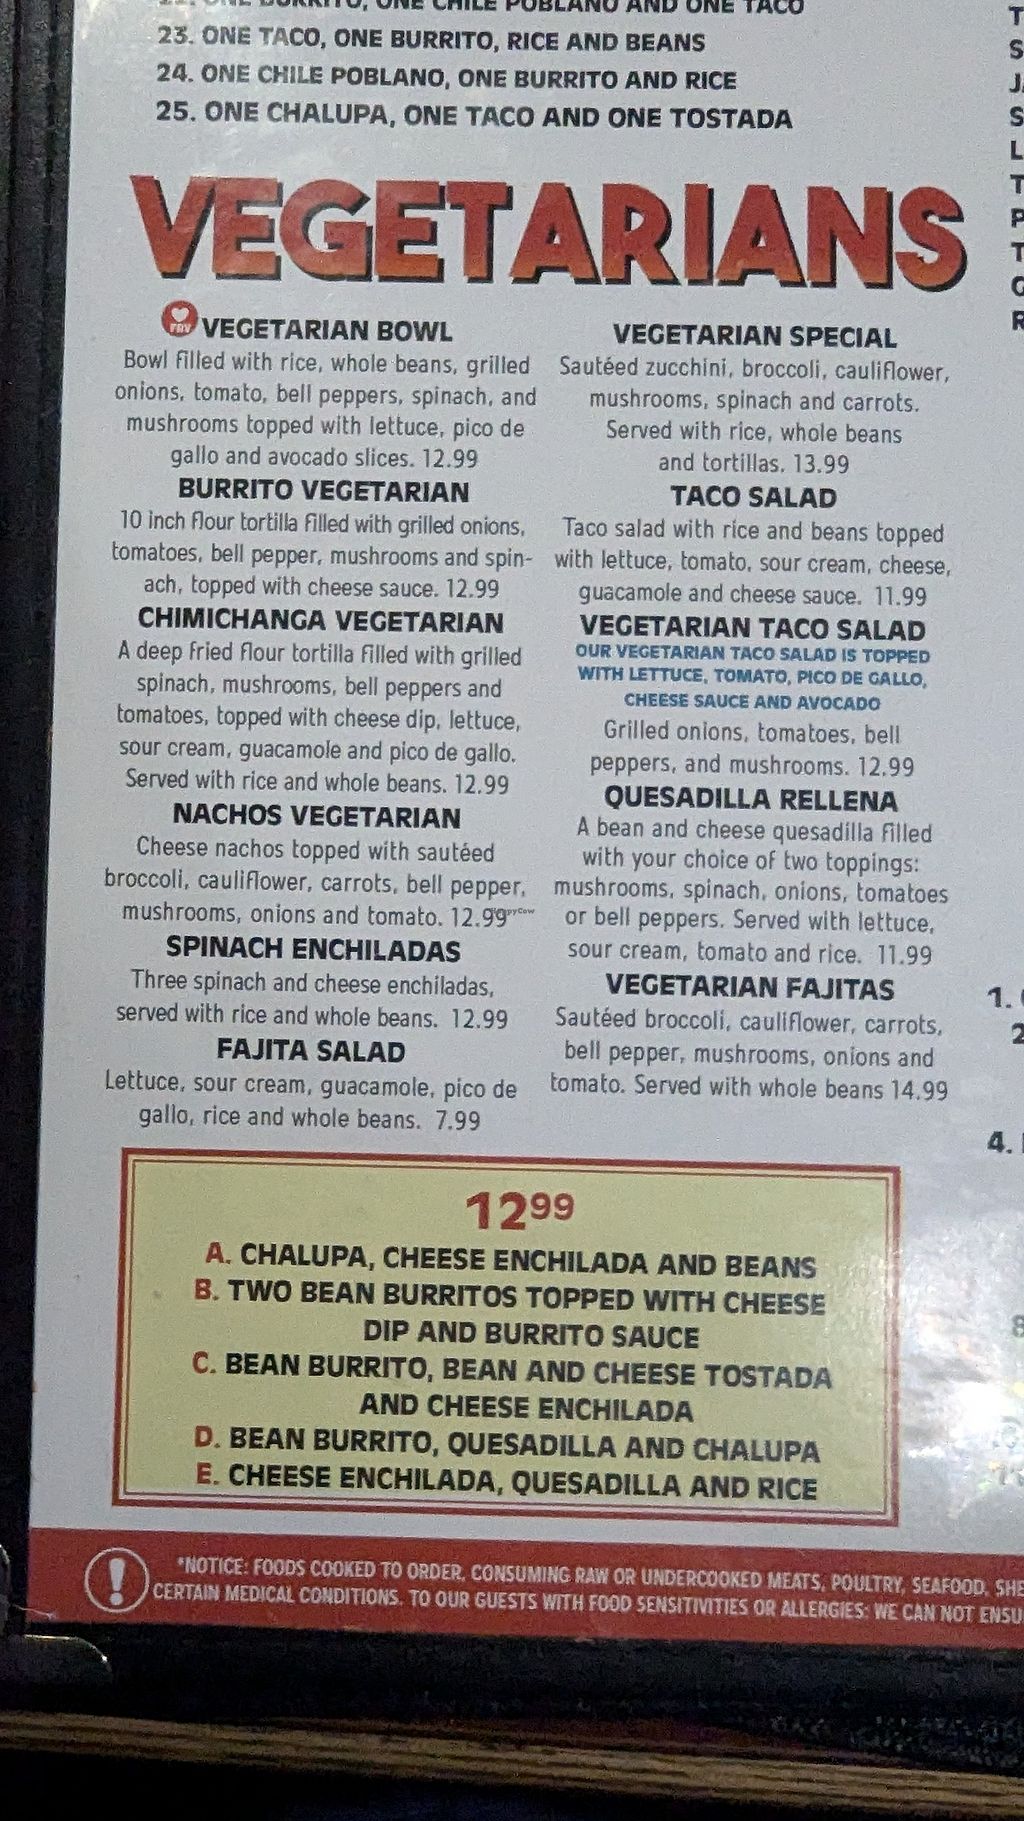 22. ONE BURRITO, ONE CHILE POBLANO AND ONE TACO
23. ONE TACO, ONE BURRITO, RICE AND BEANS
24. ONE CHILE POBLANO, ONE BURRITO AND RICE
25. ONE CHALUPA, ONE TACO AND ONE TOSTADA
VEGETARIANS
FAV
VEGETARIAN BOWL
Bowl filled with rice, whole beans, grilled
onions, tomato, bell peppers, spinach, and
mushrooms topped with lettuce, pico de
gallo and avocado slices. 12.99
BURRITO VEGETARIAN
10 inch flour tortilla filled with grilled onions,
tomatoes, bell pepper, mushrooms and spin-
ach, topped with cheese sauce. 12.99
CHIMICHANGA VEGETARIAN
A deep fried flour tortilla filled with grilled
spinach, mushrooms, bell peppers and
tomatoes, topped with cheese dip, lettuce,
sour cream, guacamole and pico de gallo.
Served with rice and whole beans. 12.99
NACHOS VEGETARIAN
Cheese nachos topped with sautéed
broccoli, cauliflower, carrots, bell pepper,
mushrooms, onions and tomato. 12.99
SPINACH ENCHILADAS
Three spinach and cheese enchiladas,
served with rice and whole beans. 12.99
FAJITA SALAD
Lettuce, sour cream, guacamole, pico de
gallo, rice and whole beans. 7.99
VEGETARIAN SPECIAL
Sautéed zucchini, broccoli, cauliflower,
mushrooms, spinach and carrots.
Served with rice, whole beans
and tortillas. 13.99
TACO SALAD
Taco salad with rice and beans topped
with lettuce, tomato, sour cream, cheese,
guacamole and cheese sauce. 11.99
VEGETARIAN TACO SALAD
OUR VEGETARIAN TACO SALAD IS TOPPED
WITH LETTUCE, TOMATO, PICO DE GALLO,
CHEESE SAUCE AND AVOCADO
Grilled onions, tomatoes, bell
peppers, and mushrooms. 12.99
QUESADILLA RELLENA
A bean and cheese quesadilla filled
with your choice of two toppings:
mushrooms, spinach, onions, tomatoes
or bell peppers. Served with lettuce,
sour cream, tomato and rice. 11.99
VEGETARIAN FAJITAS
Sautéed broccoli, cauliflower, carrots,
bell pepper, mushrooms, onions and
tomato. Served with whole beans 14.99
12 99
A. CHALUPA, CHEESE ENCHILADA AND BEANS
B. TWO BEAN BURRITOS TOPPED WITH CHEESE
DIP AND BURRITO SAUCE
C. BEAN BURRITO, BEAN AND CHEESE TOSTADA
AND CHEESE ENCHILADA
D. BEAN BURRITO, QUESADILLA AND CHALUPA
E. CHEESE ENCHILADA, QUESADILLA AND RICE
*NOTICE: FOODS COOKED TO ORDER, CONSUMING RAW OR UNDERCOOKED MEATS, POULTRY, SEAFOOD, SHE
CERTAIN MEDICAL CONDITIONS. TO OUR GUESTS WITH FOOD SENSITIVITIES OR ALLERGIES: WE CAN NOT ENSU
1.
2
4.
8